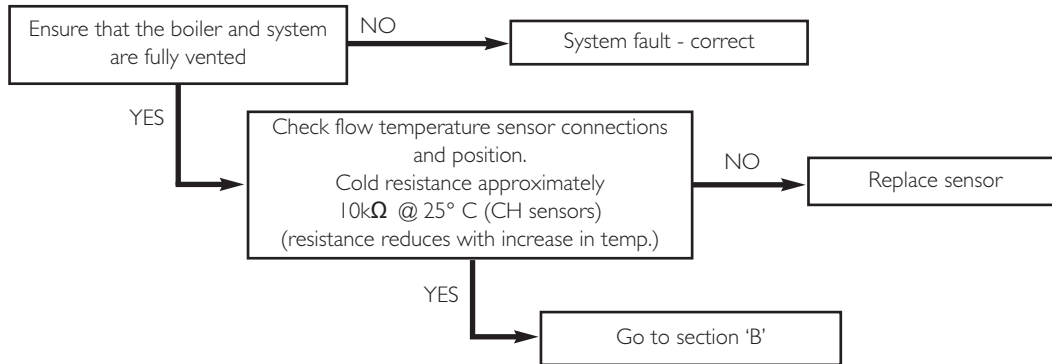 Ensure that the boiler and system
are fully vented
NO
System fault - correct
YES
Check flow temperature sensor connections
and position.
Cold resistance approximately
10kΩ @ 25° C (CH sensors)
(resistance reduces with increase in temp.)
NO
Replace sensor
YES
Go to section ‘B’